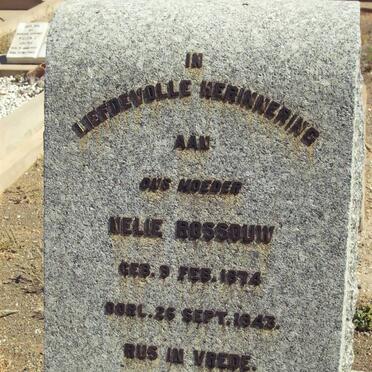 IN
LIEFDEVOLLE HERINNERING
AAN
ONS MOEDER
NELIE ROSSOUW
GEB. 9 FEB. 1874
OORL. 26 SEPT. 1943.
RUS IN VREDE.